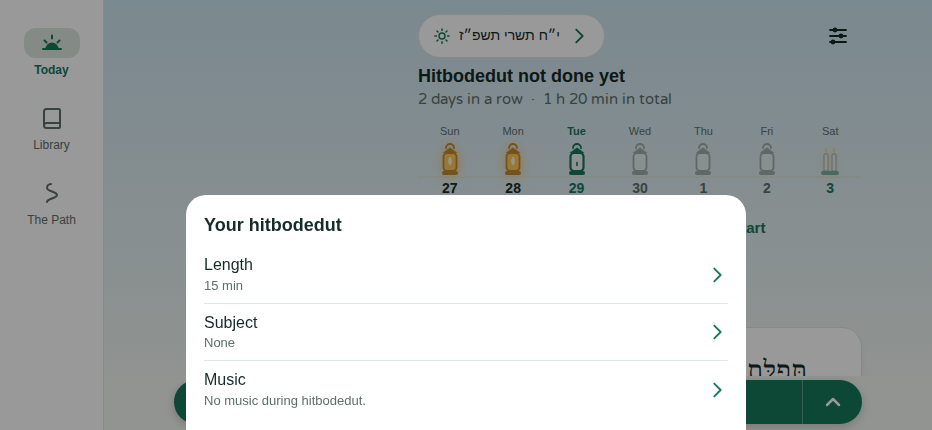 Today
Library
The Path
י״ח תשרי תשפ״ז
Hitbodedut not done yet
2 days in a row · 1 h 20 min in total
Sun Mon Tue Wed Thu Fri Sat
27 28 29 30 1 2 3
art
Your hitbodedut
Length
15 min
Subject
None
Music
No music during hitbodedut.
תפלת